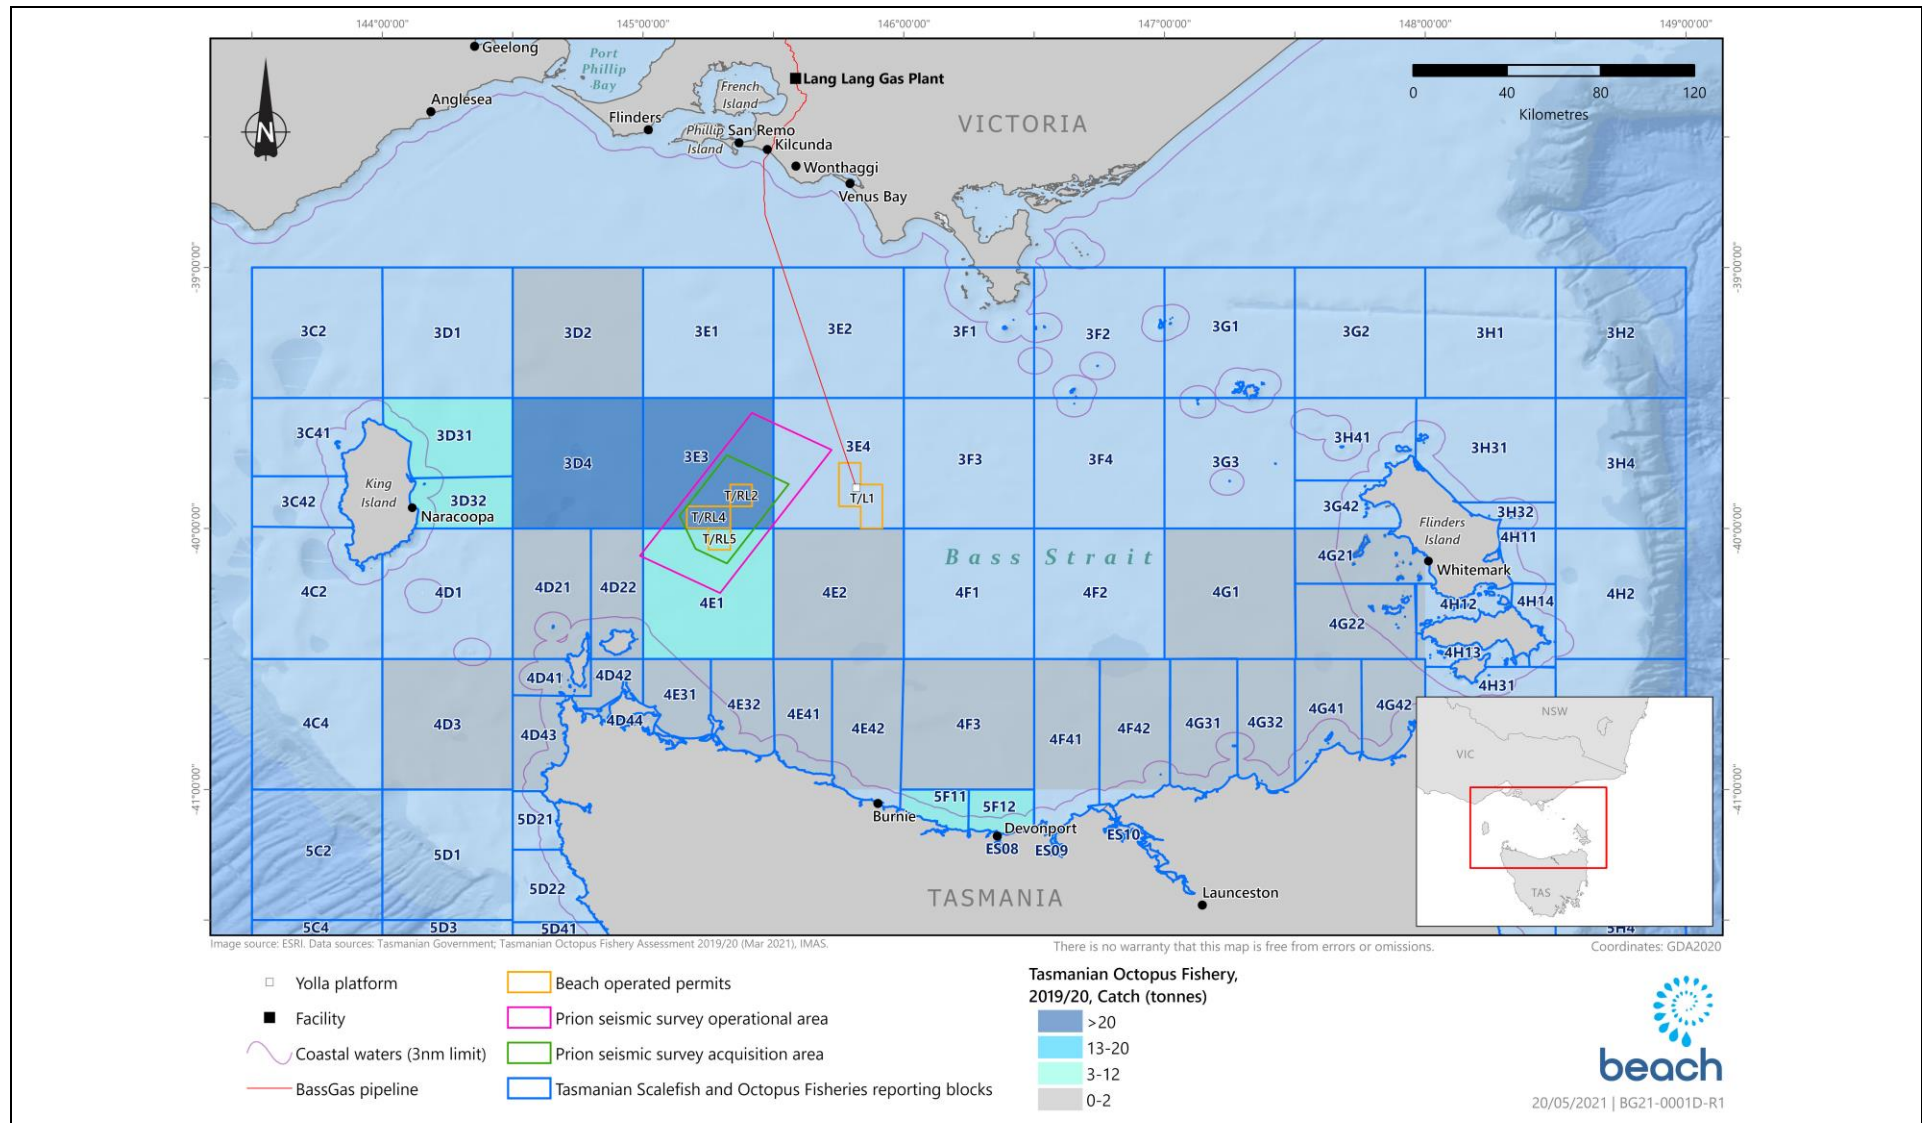 144°00'00"
145°00'00"
146°00'00"
147°00'00"
148°00'00"
149°00'00"
Geelong
Port
Phillip
Bay
Lang Lang Gas Plant
French
Island
Anglesea
Flinders
Phillip
Island
San Remo
Kilcunda
Wonthaggi
Venus Bay
VICTORIA
N
0 40 80 120
Kilometres
-39°00'00"
-39°00'00"
3C2
3D1
3D2
3E1
3E2
3F1
3F2
3G1
3G2
3H1
3H2
3C41
3D31
3D4
3E3
3E4
3F3
3F4
3G3
3H41
3H31
3H4
King
Island
3C42
3D32
Naracoopa
T/RL2
T/RL4
T/RL5
T/L1
3G42
3H32
Flinders
Island
-40°00'00"
-40°00'00"
Bass Strait
4H11
4G21
Whitemark
4C2
4D1
4D21
4D22
4E1
4E2
4F1
4F2
4G1
4G22
4H12
4H14
4H2
4H13
4H31
4C4
4D3
4D41
4D42
4D43
4D44
4E31
4E32
4E41
4E42
4F3
4F41
4F42
4G31
4G32
4G41
4G42
-41°00'00"
-41°00'00"
5F11
5F12
Burnie
Devonport
ES08
ES09
ES10
5C2
5D1
5D21
5D22
5C4
5D3
5D41
5H4
TASMANIA
Launceston
NSW
VIC
TAS
Image source: ESRI. Data sources: Tasmanian Government; Tasmanian Octopus Fishery Assessment 2019/20 (Mar 2021), IMAS.
There is no warranty that this map is free from errors or omissions.
Coordinates: GDA2020
Yolla platform
Facility
Coastal waters (3nm limit)
BassGas pipeline
Beach operated permits
Prion seismic survey operational area
Prion seismic survey acquisition area
Tasmanian Scalefish and Octopus Fisheries reporting blocks
Tasmanian Octopus Fishery,
2019/20, Catch (tonnes)
>20
13-20
3-12
0-2
beach
20/05/2021 | BG21-0001D-R1